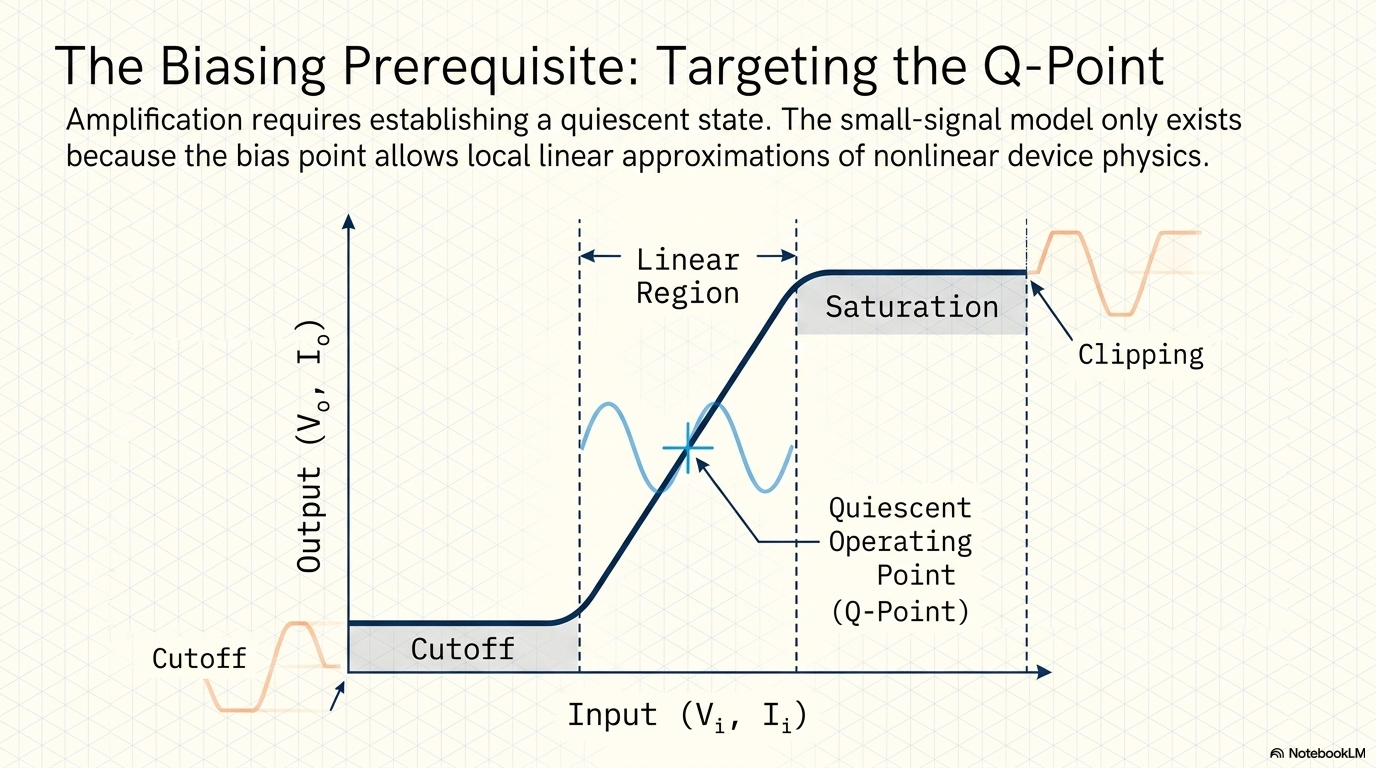 The Biasing Prerequisite: Targeting the Q-Point
Amplification requires establishing a quiescent state. The small-signal model only exists
because the bias point allows local linear approximations of nonlinear device physics.
Linear
Region
Saturation
Clipping
Output (Vₒ, Iₒ)
Quiescent
Operating
Point
(Q-Point)
Cutoff
Cutoff
Input (Vᵢ, Iᵢ)
NotebookLM